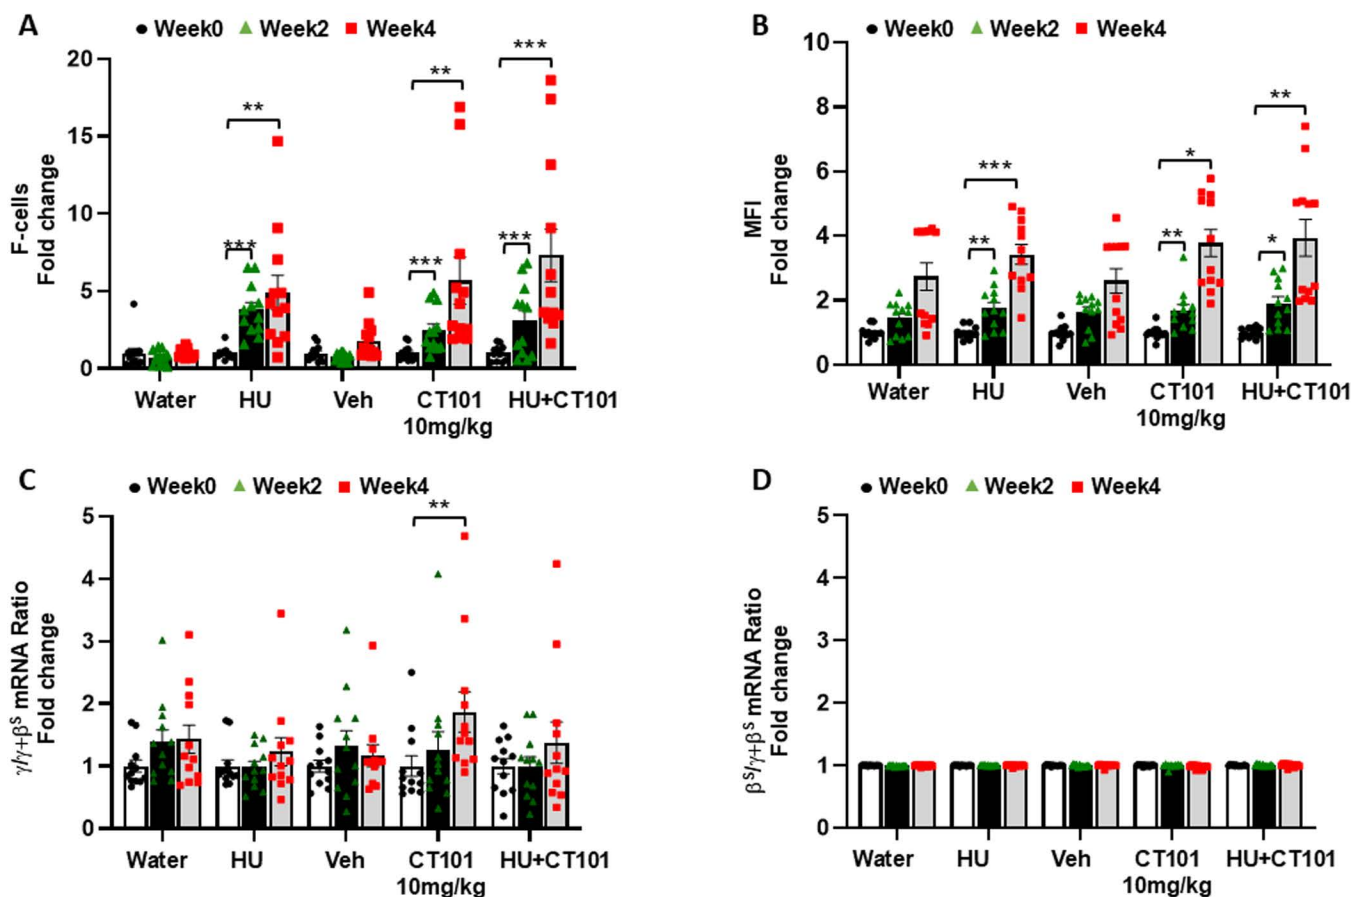 A
Week0 Week2 Week4
F-cells
Fold change
20
15
10
5
0
**
***
**
***
***
***
Water HU Veh CT101 HU+CT101
10mg/kg
B
Week0 Week2 Week4
MFI
Fold change
10
8
6
4
2
0
***
**
*
**
**
*
Water HU Veh CT101 HU+CT101
10mg/kg
C
Week0 Week2 Week4
γ/γ+βˢ mRNA Ratio
Fold change
5
4
3
2
1
0
**
Water HU Veh CT101 HU+CT101
10mg/kg
D
Week0 Week2 Week4
βˢ/γ+βˢ mRNA Ratio
Fold change
5
4
3
2
1
0
Water HU Veh CT101 HU+CT101
10mg/kg